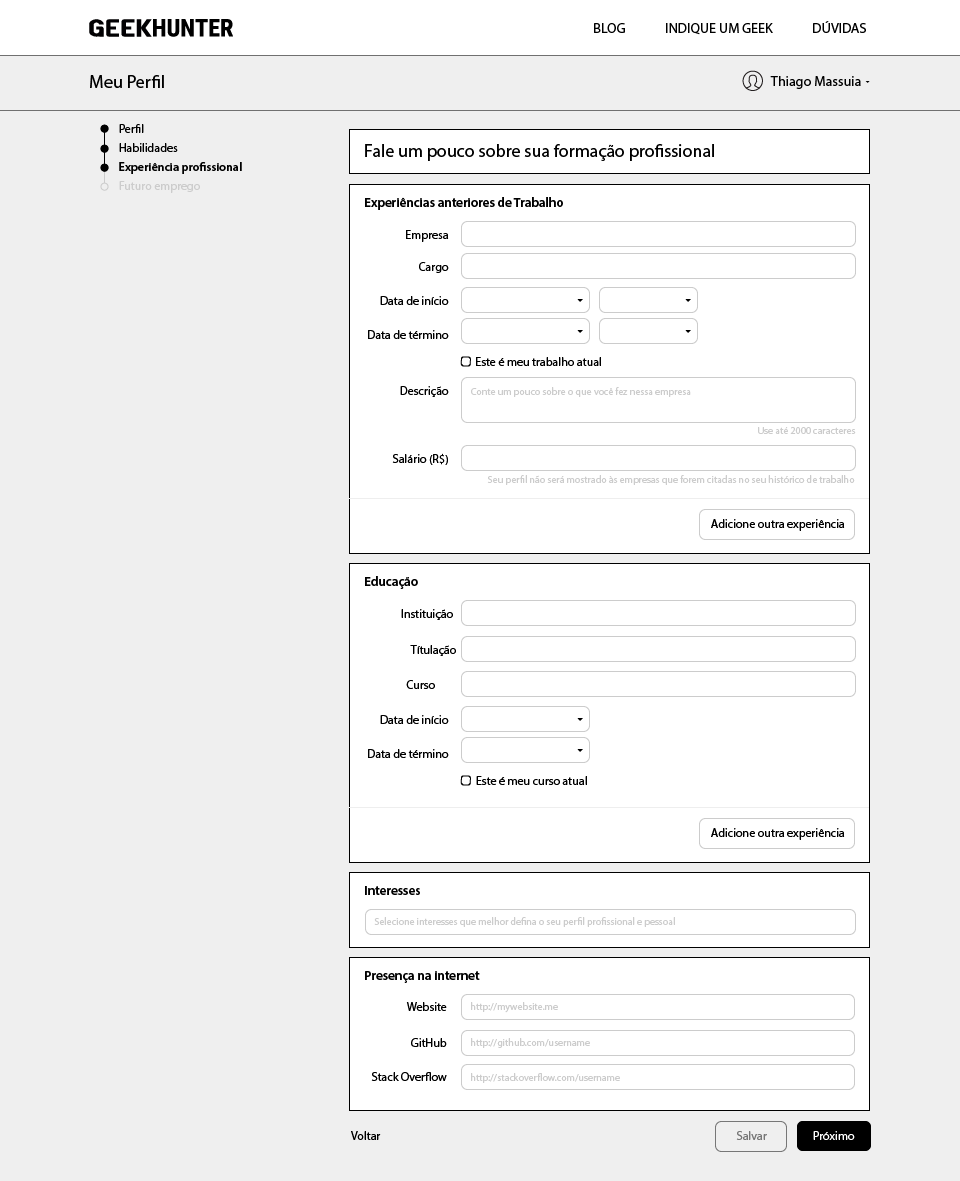 GEEKHUNTER
BLOG
INDIQUE UM GEEK
DÚVIDAS
Meu Perfil
Thiago Massuia
Perfil
Habilidades
Experiência profissional
Futuro emprego
Fale um pouco sobre sua formação profissional
Experiências anteriores de Trabalho
Empresa
Cargo
Data de início
Data de término
Este é meu trabalho atual
Descrição
Conte um pouco sobre o que você fez nessa empresa
Use até 2000 caracteres
Salário (R$)
Seu perfil não será mostrado às empresas que forem citadas no seu histórico de trabalho
Adicione outra experiência
Educação
Instituição
Títulação
Curso
Data de início
Data de término
Este é meu curso atual
Adicione outra experiência
Interesses
Selecione interesses que melhor defina o seu perfil profissional e pessoal
Presença na internet
Website
http://mywebsite.me
GitHub
http://github.com/username
Stack Overflow
http://stackoverflow.com/username
Voltar
Salvar
Próximo